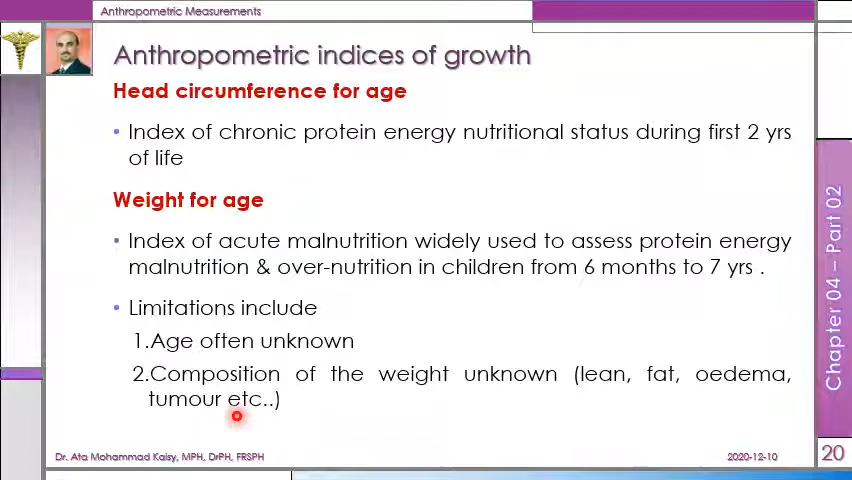 Anthropometric Measurements
Anthropometric indices of growth
Head circumference for age
• Index of chronic protein energy nutritional status during first 2 yrs
of life
Weight for age
• Index of acute malnutrition widely used to assess protein energy
malnutrition & over-nutrition in children from 6 months to 7 yrs .
• Limitations include
1.Age often unknown
2.Composition of the weight unknown (lean, fat, oedema,
tumour etc..)
Chapter 04 – Part 02
Dr. Ata Mohammad Kaisy, MPH, DrPH, FRSPH
2020-12-10
20